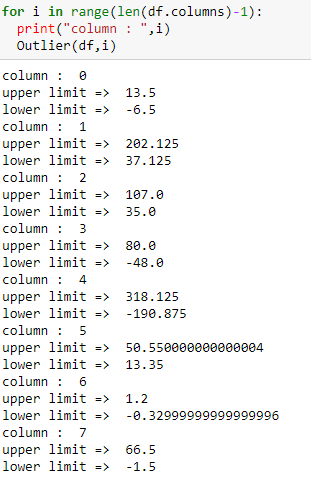 for i in range(len(df.columns)-1):
  print("column : ",i)
  Outlier(df,i)
column :  0
upper limit =>  13.5
lower limit =>  -6.5
column :  1
upper limit =>  202.125
lower limit =>  37.125
column :  2
upper limit =>  107.0
lower limit =>  35.0
column :  3
upper limit =>  80.0
lower limit =>  -48.0
column :  4
upper limit =>  318.125
lower limit =>  -190.875
column :  5
upper limit =>  50.550000000000004
lower limit =>  13.35
column :  6
upper limit =>  1.2
lower limit =>  -0.32999999999999996
column :  7
upper limit =>  66.5
lower limit =>  -1.5